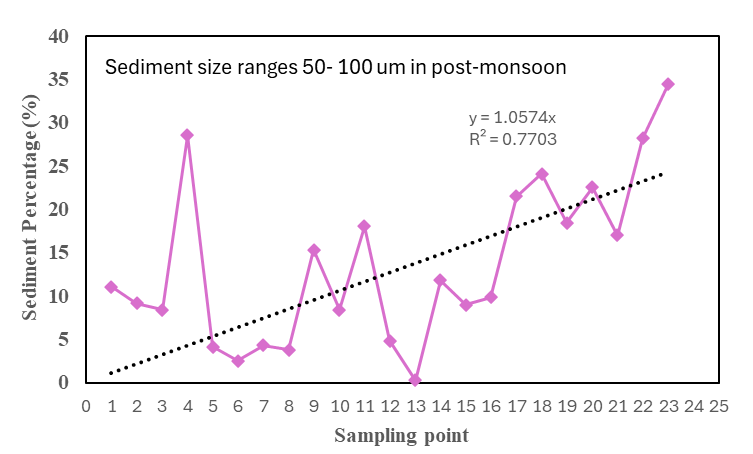 Sediment size ranges 50- 100 um in post-monsoon
y = 1.0574x
R² = 0.7703
Sediment Percentage (%)
40
35
30
25
20
15
10
5
0
0 1 2 3 4 5 6 7 8 9 10 11 12 13 14 15 16 17 18 19 20 21 22 23 24 25
Sampling point